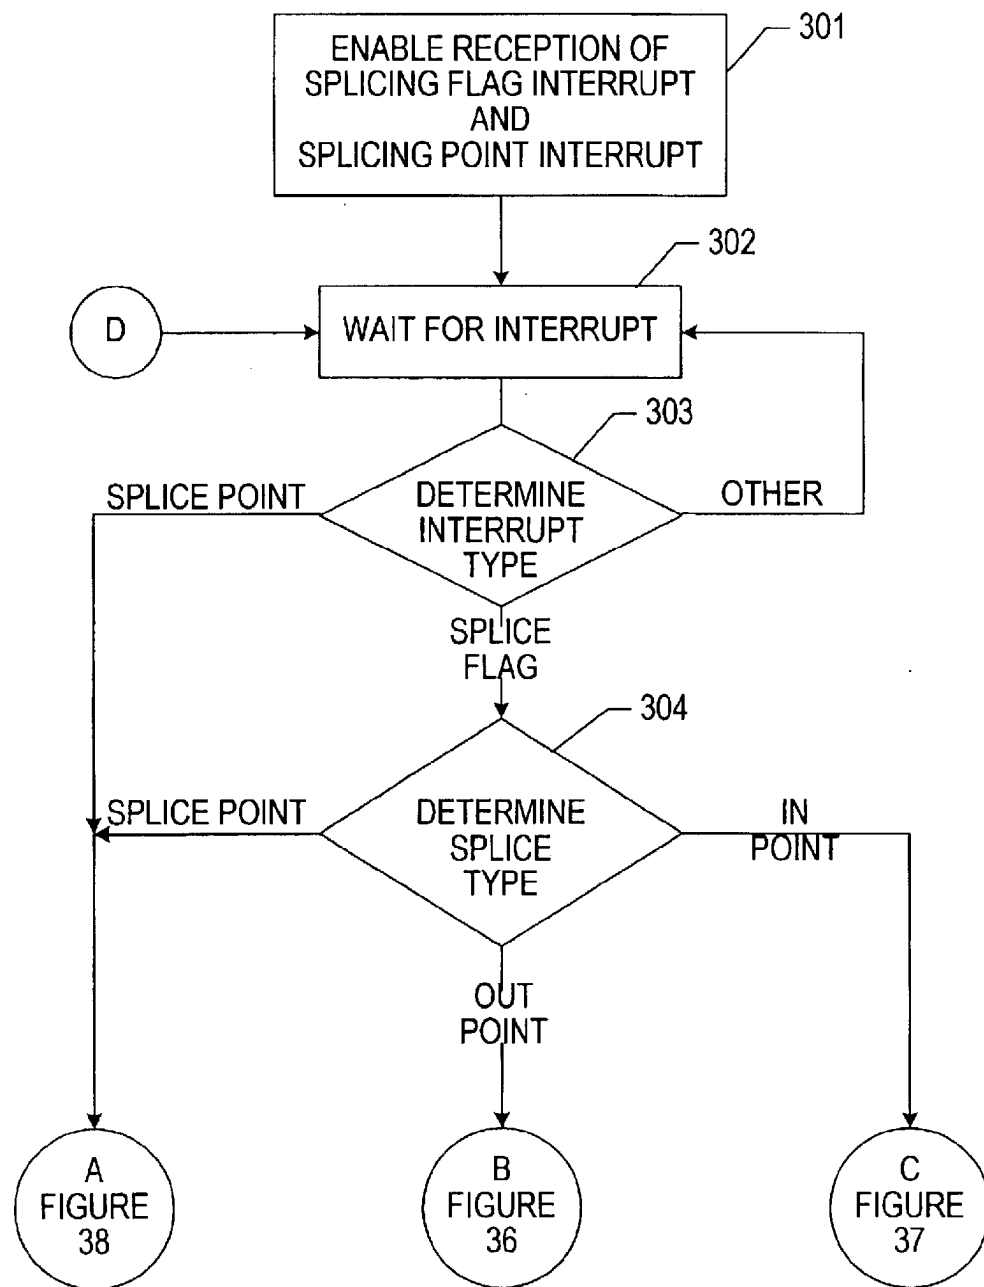 301
ENABLE RECEPTION OF
SPLICING FLAG INTERRUPT
AND
SPLICING POINT INTERRUPT
302
D
WAIT FOR INTERRUPT
303
SPLICE POINT
DETERMINE
INTERRUPT
TYPE
OTHER
SPLICE
FLAG
304
SPLICE POINT
DETERMINE
SPLICE
TYPE
IN
POINT
OUT
POINT
A
FIGURE
38
B
FIGURE
36
C
FIGURE
37